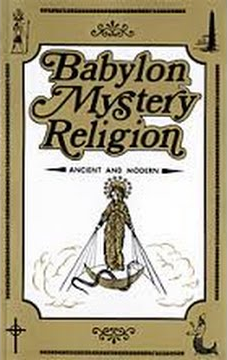 Babylon
Mystery
Religion
ANCIENT AND MODERN